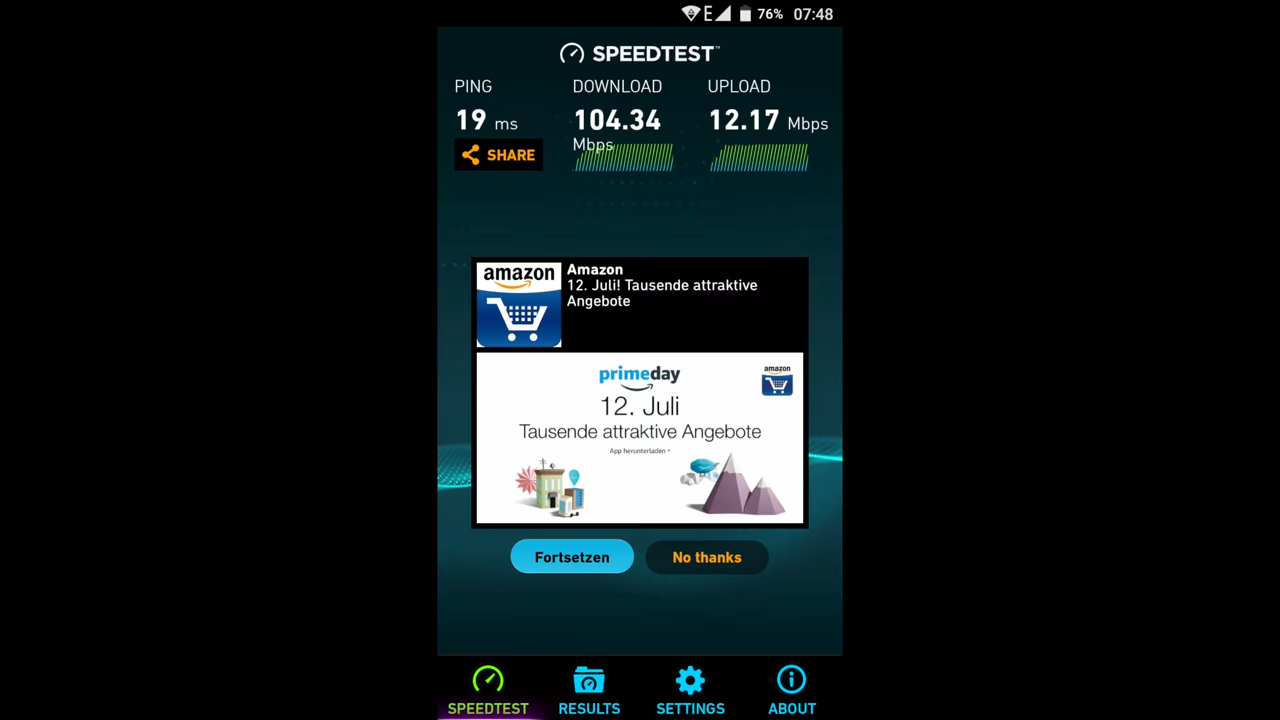 E 76% 07:48
SPEEDTEST™
PING DOWNLOAD UPLOAD
19 ms 104.34 Mbps 12.17 Mbps
SHARE
amazon
Amazon
12. Juli! Tausende attraktive
Angebote
primeday
amazon
12. Juli
Tausende attraktive Angebote
App herunterladen
Fortsetzen No thanks
SPEEDTEST RESULTS SETTINGS ABOUT